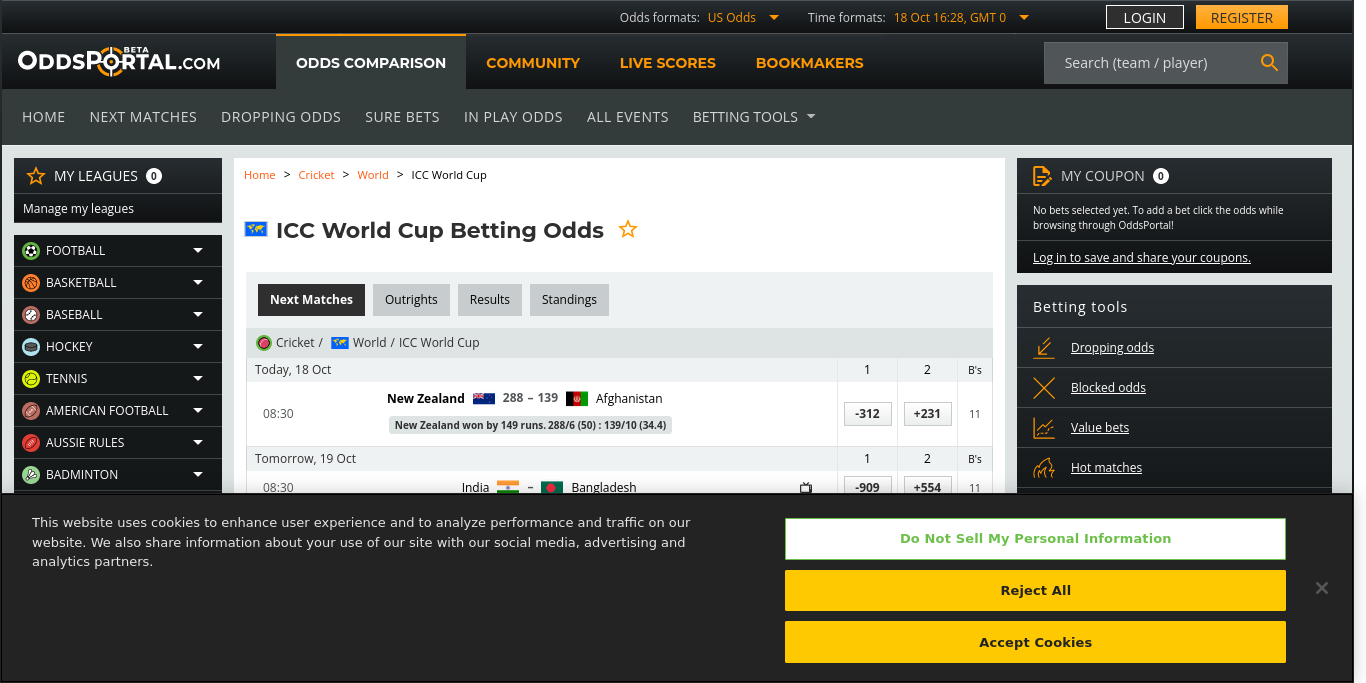 Odds formats: US Odds Time formats: 18 Oct 16:28, GMT 0 LOGIN REGISTER
ODDSPORTAL.COM BETA ODDS COMPARISON COMMUNITY LIVE SCORES BOOKMAKERS Search (team / player)
HOME NEXT MATCHES DROPPING ODDS SURE BETS IN PLAY ODDS ALL EVENTS BETTING TOOLS
MY LEAGUES 0
Manage my leagues
FOOTBALL
BASKETBALL
BASEBALL
HOCKEY
TENNIS
AMERICAN FOOTBALL
AUSSIE RULES
BADMINTON
Home > Cricket > World > ICC World Cup
ICC World Cup Betting Odds
Next Matches Outrights Results Standings
Cricket / World / ICC World Cup
Today, 18 Oct 1 2 B's
08:30 New Zealand 288 – 139 Afghanistan -312 +231 11
New Zealand won by 149 runs. 288/6 (50) : 139/10 (34.4)
Tomorrow, 19 Oct 1 2 B's
08:30 India – Bangladesh -909 +554 11
MY COUPON 0
No bets selected yet. To add a bet click the odds while
browsing through OddsPortal!
Log in to save and share your coupons.
Betting tools
Dropping odds
Blocked odds
Value bets
Hot matches
This website uses cookies to enhance user experience and to analyze performance and traffic on our
website. We also share information about your use of our site with our social media, advertising and
analytics partners.
Do Not Sell My Personal Information
Reject All
Accept Cookies